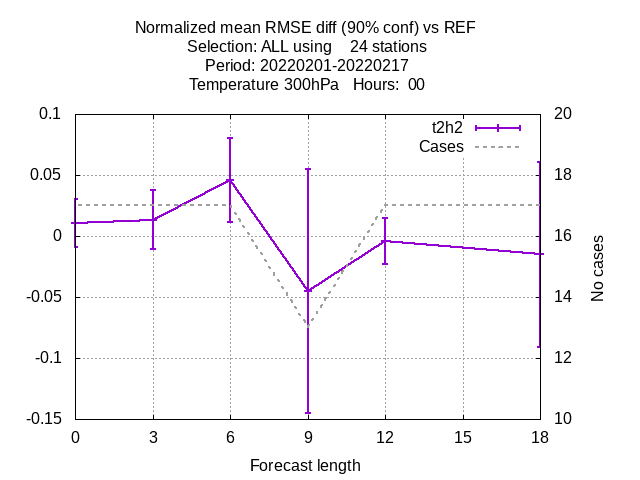 Normalized mean RMSE diff (90% conf) vs REF
Selection: ALL using    24 stations
Period: 20220201-20220217
Temperature 300hPa   Hours:  00
0.1
20
t2h2
Cases
0.05
18
0
16
No cases
-0.05
14
-0.1
12
-0.15
10
0 3 6 9 12 15 18
Forecast length